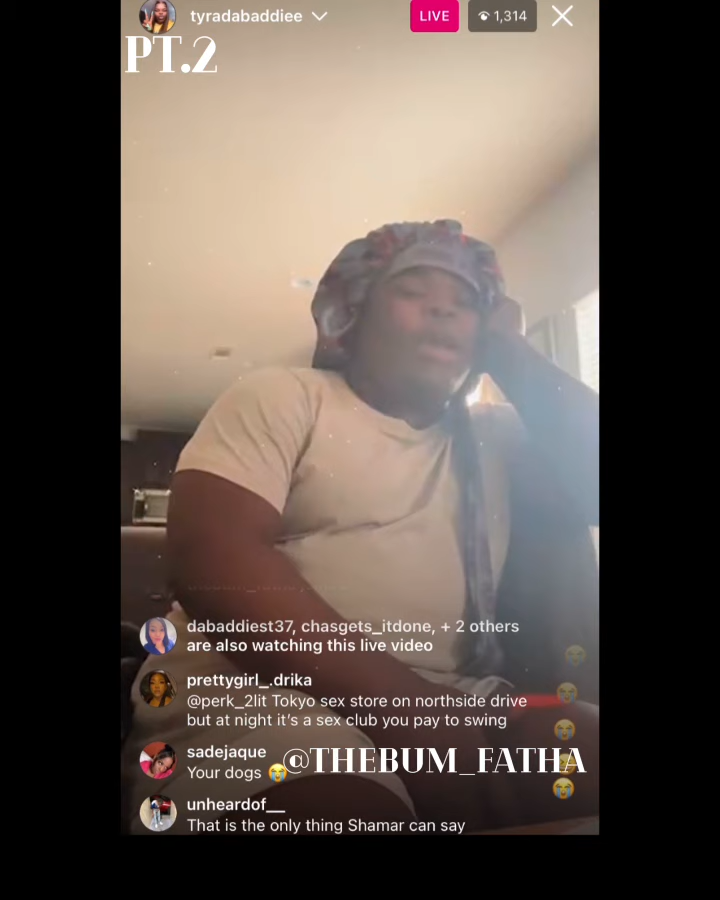 tyradabaddiee
LIVE
1,314
PT.2
dabaddiest37, chasgets_itdone, + 2 others
are also watching this live video
prettygirl_.drika
@perk_2lit Tokyo sex store on northside drive
but at night it’s a sex club you pay to swing
sadejaque
Your dogs 😭
@THEBUM_FATHA
unheardof__
That is the only thing Shamar can say